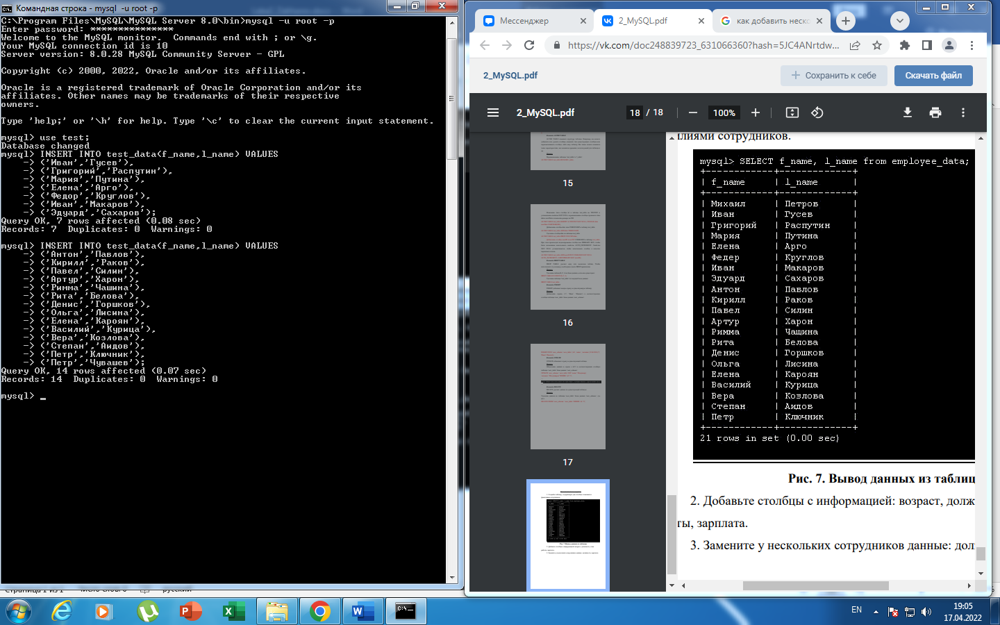 Командная строка - mysql -u root -p
C:\Program Files\MySQL\MySQL Server 8.0\bin>mysql -u root -p
Enter password: ***************
Welcome to the MySQL monitor.  Commands end with ; or \g.
Your MySQL connection id is 10
Server version: 8.0.28 MySQL Community Server - GPL
Copyright (c) 2000, 2022, Oracle and/or its affiliates.
Oracle is a registered trademark of Oracle Corporation and/or its
affiliates. Other names may be trademarks of their respective
owners.
Type 'help;' or '\h' for help. Type '\c' to clear the current input statement.
mysql> use test;
Database changed
mysql> INSERT INTO test_data(f_name,l_name) VALUES
-> ('Иван','Гусев'),
-> ('Григорий','Распутин'),
-> ('Мария','Путина'),
-> ('Елена','Арго'),
-> ('Федор','Круглов'),
-> ('Иван','Макаров'),
-> ('Эдуард','Сахаров');
Query OK, 7 rows affected (0.08 sec)
Records: 7  Duplicates: 0  Warnings: 0
mysql> INSERT INTO test_data(f_name,l_name) VALUES
-> ('Антон','Павлов'),
-> ('Кирилл','Раков'),
-> ('Павел','Силин'),
-> ('Артур','Харон'),
-> ('Римма','Чашина'),
-> ('Рита','Белова'),
-> ('Денис','Горшков'),
-> ('Ольга','Лисина'),
-> ('Елена','Кароян'),
-> ('Василий','Курица'),
-> ('Вера','Козлова'),
-> ('Степан','Аидов'),
-> ('Петр','Ключник'),
-> ('Петр','Чувашев');
Query OK, 14 rows affected (0.07 sec)
Records: 14  Duplicates: 0  Warnings: 0
mysql> _
Мессенджер
2_MySQL.pdf
как добавить неск
https://vk.com/doc248839723_631066360?hash=5JC4ANrtdw...
2_MySQL.pdf
Сохранить к себе
Скачать файл
2_MySQL.pdf
18 / 18
100%
15
16
17
лиями сотрудников.
mysql> SELECT f_name, l_name from employee_data;
| f_name | l_name |
| Михаил | Петров |
| Иван | Гусев |
| Григорий | Распутин |
| Мария | Путина |
| Елена | Арго |
| Федер | Круглов |
| Иван | Макаров |
| Эдуард | Сахаров |
| Антон | Павлов |
| Кирилл | Раков |
| Павел | Силин |
| Артур | Харон |
| Римма | Чащина |
| Рита | Белова |
| Денис | Горшков |
| Ольга | Лисина |
| Елена | Кароян |
| Василий | Курица |
| Вера | Козлова |
| Степан | Аидов |
| Петр | Ключник |
21 rows in set (0.00 sec)
Рис. 7. Вывод данных из таблиц
2. Добавьте столбцы с информацией: возраст, долж
ты, зарплата.
3. Замените у нескольких сотрудников данные: дол
EN
19:05
17.04.2022